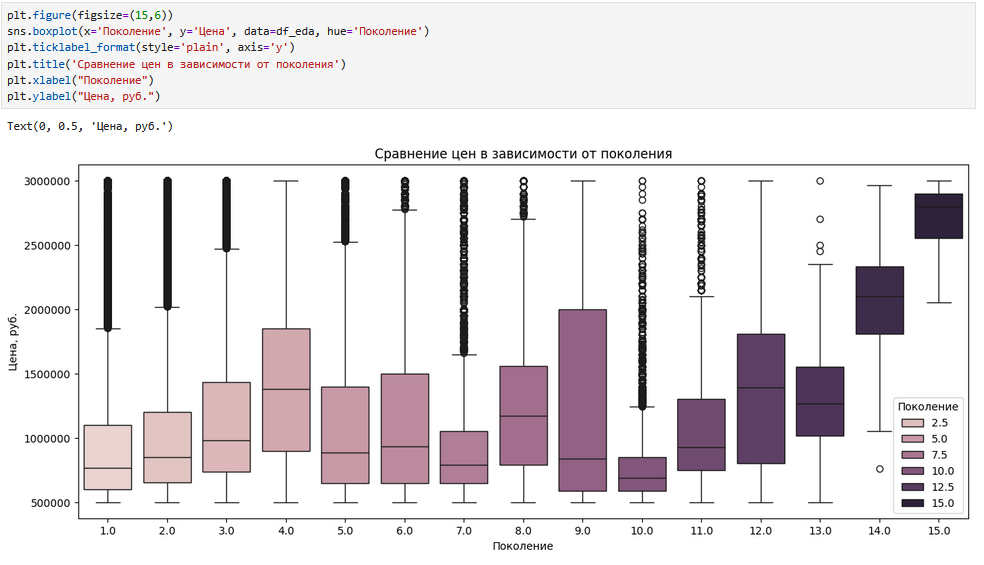 plt.figure(figsize=(15,6))
sns.boxplot(x='Поколение', y='Цена', data=df_eda, hue='Поколение')
plt.ticklabel_format(style='plain', axis='y')
plt.title('Сравнение цен в зависимости от поколения')
plt.xlabel("Поколение")
plt.ylabel("Цена, руб.")
Text(0, 0.5, 'Цена, руб.')
Сравнение цен в зависимости от поколения
Цена, руб.
3000000
2500000
2000000
1500000
1000000
500000
Поколение
2.5
5.0
7.5
10.0
12.5
15.0
1.0 2.0 3.0 4.0 5.0 6.0 7.0 8.0 9.0 10.0 11.0 12.0 13.0 14.0 15.0
Поколение